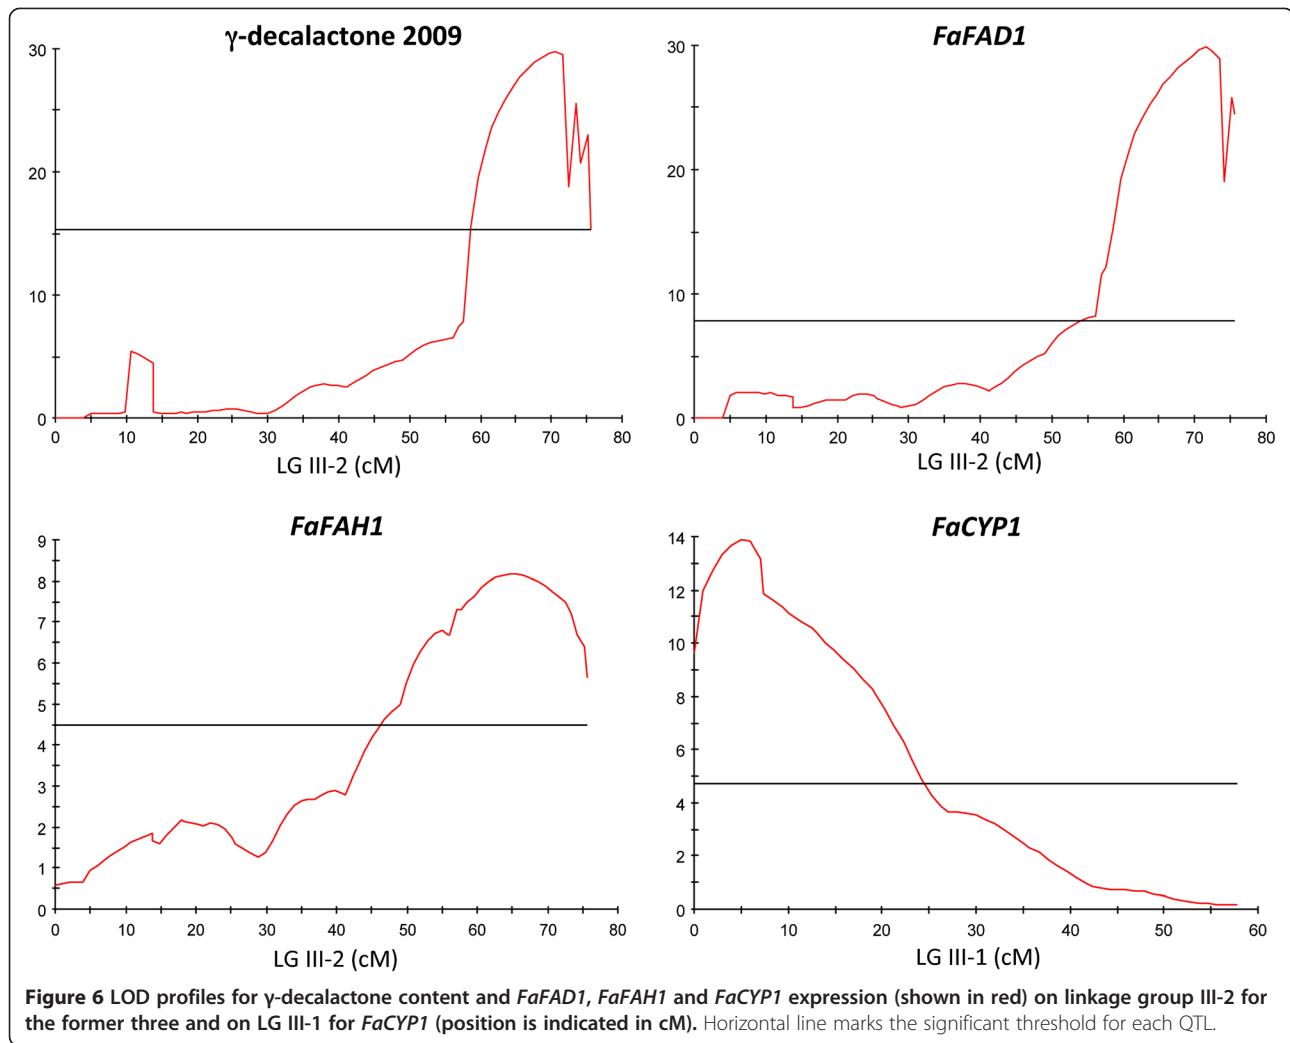 γ-decalactone 2009
30
20
10
0
0 10 20 30 40 50 60 70 80
LG III-2 (cM)
FaFAD1
30
20
10
0
0 10 20 30 40 50 60 70 80
LG III-2 (cM)
FaFAH1
9
8
7
6
5
4
3
2
1
0
0 10 20 30 40 50 60 70 80
LG III-2 (cM)
FaCYP1
14
12
10
8
6
4
2
0
0 10 20 30 40 50 60
LG III-1 (cM)
Figure 6 LOD profiles for γ-decalactone content and FaFAD1, FaFAH1 and FaCYP1 expression (shown in red) on linkage group III-2 for
the former three and on LG III-1 for FaCYP1 (position is indicated in cM). Horizontal line marks the significant threshold for each QTL.